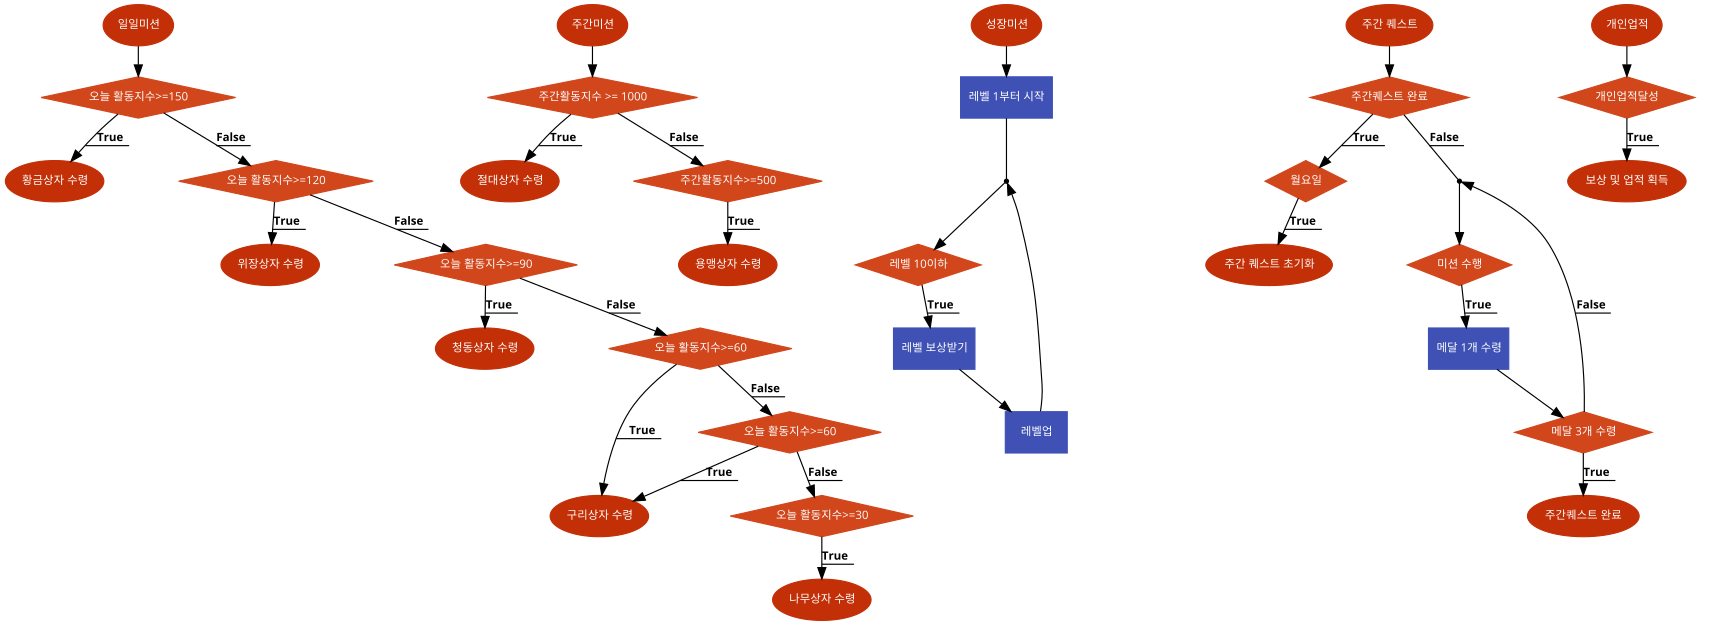 일일미션
오늘 활동지수>=150
True
False
황금상자 수령
오늘 활동지수>=120
True
False
위장상자 수령
오늘 활동지수>=90
True
False
청동상자 수령
오늘 활동지수>=60
True
False
오늘 활동지수>=60
True
False
구리상자 수령
오늘 활동지수>=30
True
나무상자 수령
주간미션
주간활동지수 >= 1000
True
False
절대상자 수령
주간활동지수>=500
True
용맹상자 수령
성장미션
레벨 1부터 시작
레벨 10이하
True
레벨 보상받기
레벨업
주간 퀘스트
주간퀘스트 완료
True
False
월요일
True
주간 퀘스트 초기화
미션 수행
True
메달 1개 수령
False
메달 3개 수령
True
주간퀘스트 완료
개인업적
개인업적달성
True
보상 및 업적 획득